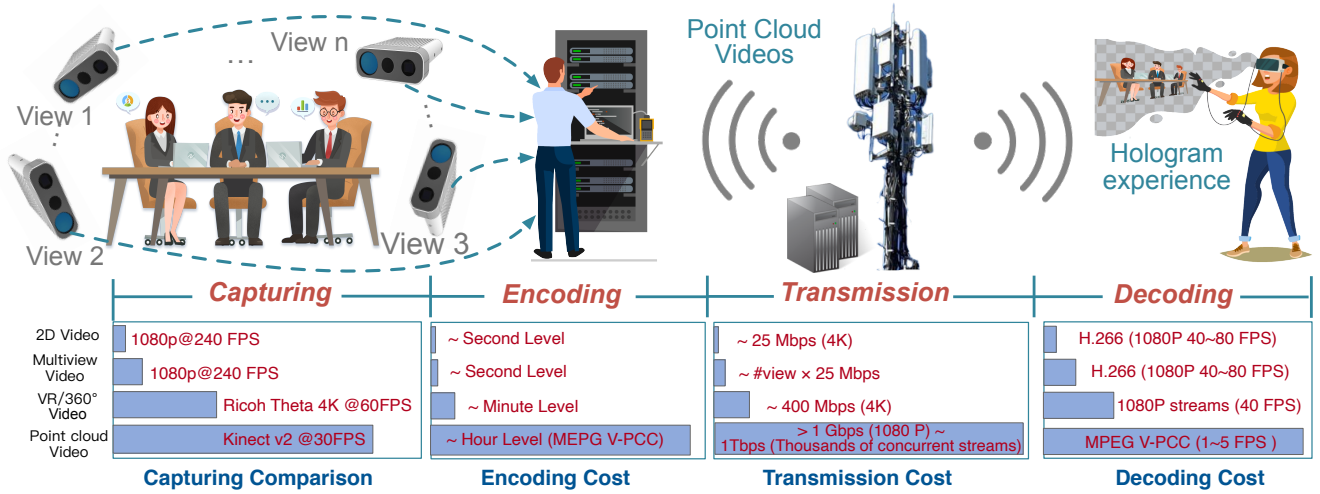 View 1
...
View n
...
...
View 2
View 3
Point Cloud
Videos
Hologram
experience
Capturing
Encoding
Transmission
Decoding
2D Video
1080p@240 FPS
~ Second Level
~ 25 Mbps (4K)
H.266 (1080P 40~80 FPS)
Multiview
Video
1080p@240 FPS
~ Second Level
~ #view × 25 Mbps
H.266 (1080P 40~80 FPS)
VR/360°
Video
Ricoh Theta 4K @60FPS
~ Minute Level
~ 400 Mbps (4K)
1080P streams (40 FPS)
Point cloud
Video
Kinect v2 @30FPS
~ Hour Level (MEPG V-PCC)
> 1 Gbps (1080 P) ~
1Tbps (Thousands of concurrent streams)
MPEG V-PCC (1~5 FPS )
Capturing Comparison
Encoding Cost
Transmission Cost
Decoding Cost